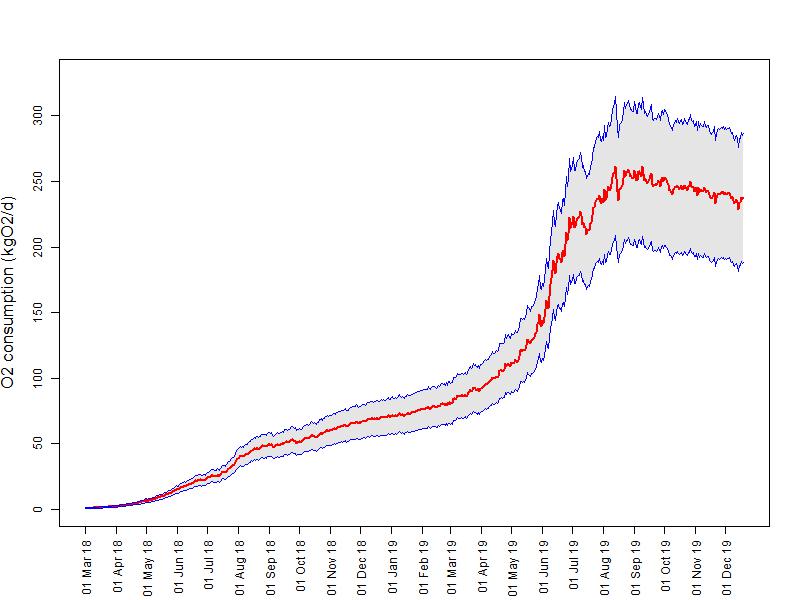 O2 consumption (kgO2/d)
300
250
200
150
100
50
0
01 Mar 18
01 Apr 18
01 May 18
01 Jun 18
01 Jul 18
01 Aug 18
01 Sep 18
01 Oct 18
01 Nov 18
01 Dec 18
01 Jan 19
01 Feb 19
01 Mar 19
01 Apr 19
01 May 19
01 Jun 19
01 Jul 19
01 Aug 19
01 Sep 19
01 Oct 19
01 Nov 19
01 Dec 19